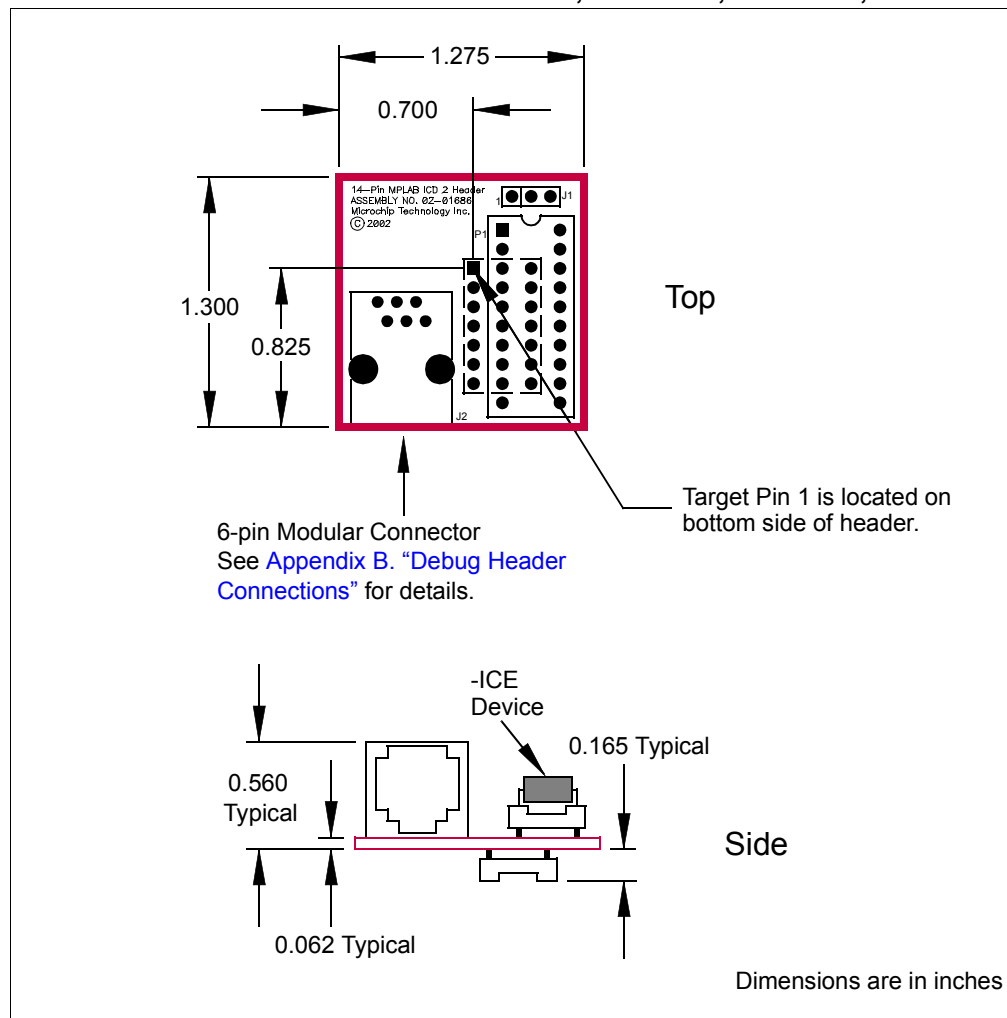 1.275
0.700
14-Pin MPLAB ICD 2 Header
ASSEMBLY NO. 02-01686
Microchip Technology Inc.
© 2002
1
J1
P1
1.300
0.825
J2
Top
Target Pin 1 is located on
bottom side of header.
6-pin Modular Connector
See Appendix B. “Debug Header
Connections” for details.
-ICE
Device
0.165 Typical
0.560
Typical
Side
0.062 Typical
Dimensions are in inches